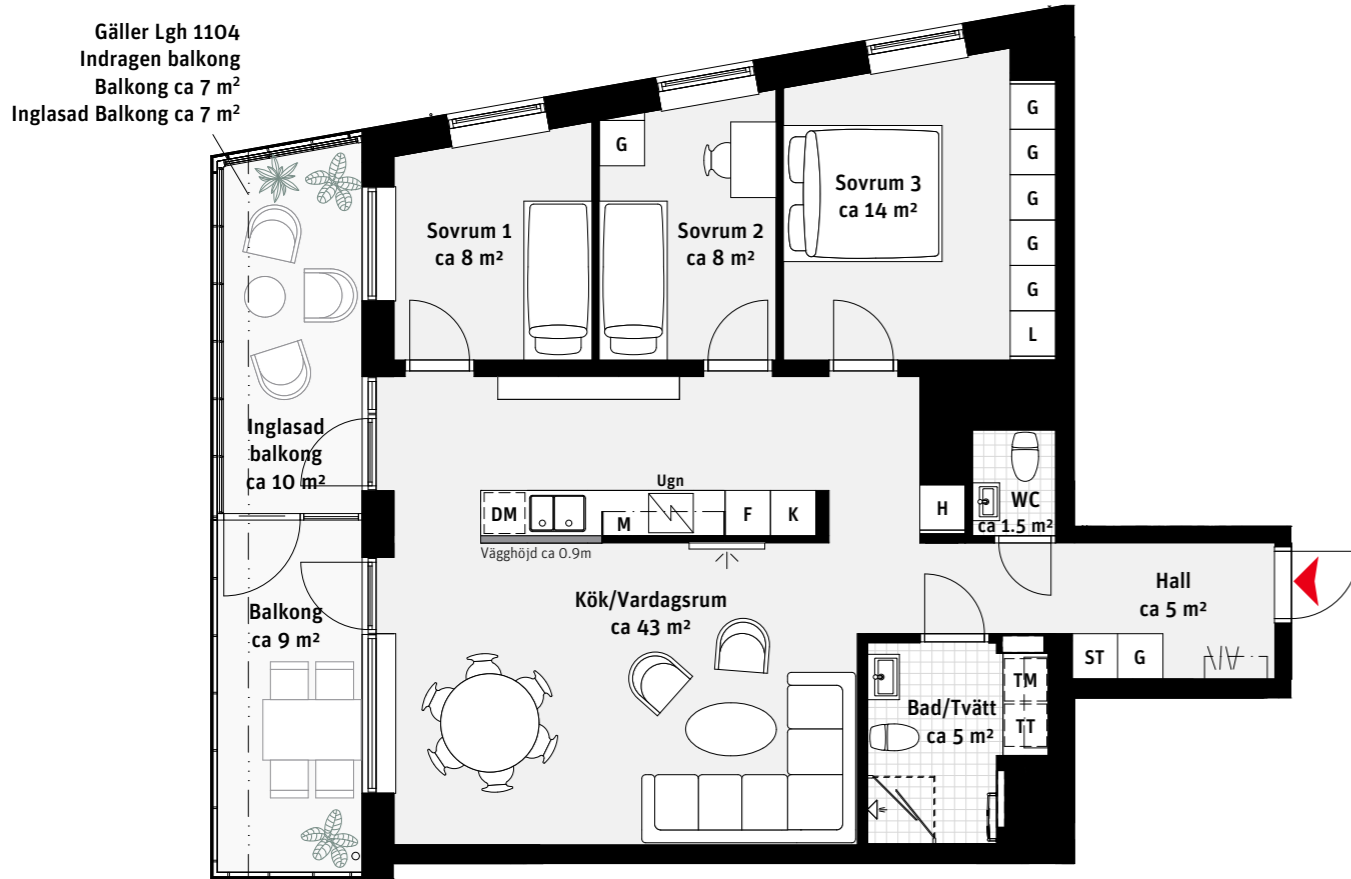 Gäller Lgh 1104
Indragen balkong
Balkong ca 7 m²
Inglasad Balkong ca 7 m²
G
G
G
G
G
G
L
Sovrum 1
ca 8 m²
Sovrum 2
ca 8 m²
Sovrum 3
ca 14 m²
Inglasad
balkong
ca 10 m²
Ugn
DM
M
F
K
Vägghöjd ca 0.9m
H
WC
ca 1.5 m²
Kök/Vardagsrum
ca 43 m²
Hall
ca 5 m²
Balkong
ca 9 m²
ST
G
TM
TT
Bad/Tvätt
ca 5 m²